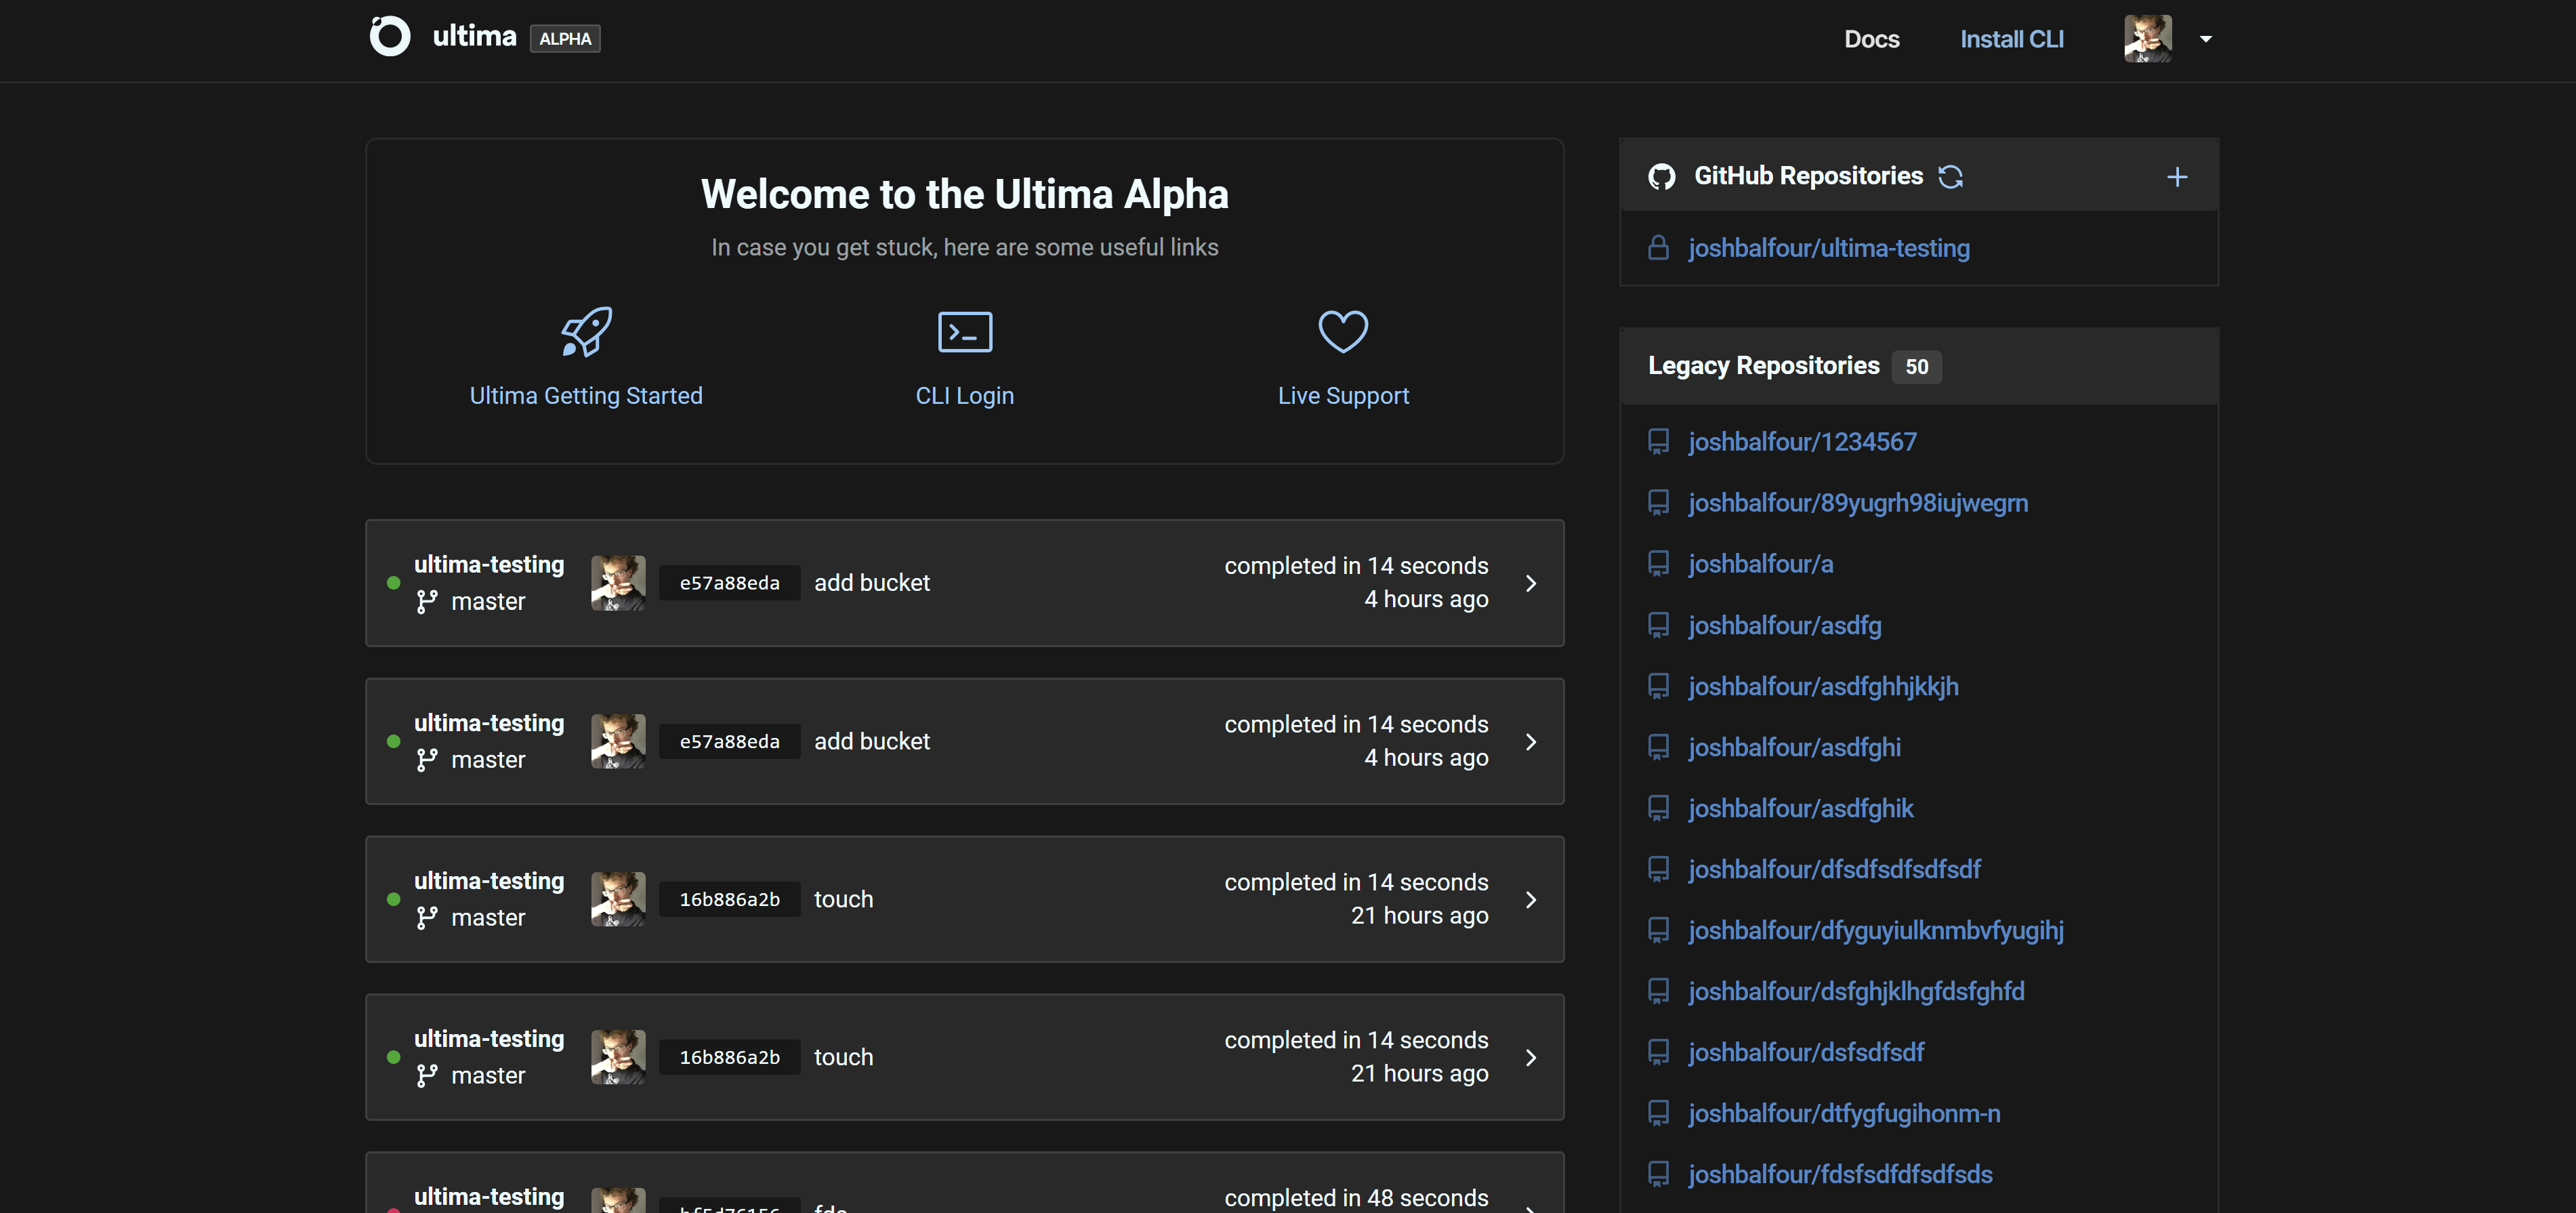 ultima ALPHA
Docs
Install CLI
Welcome to the Ultima Alpha
In case you get stuck, here are some useful links
Ultima Getting Started
CLI Login
Live Support
ultima-testing
master
e57a88eda
add bucket
completed in 14 seconds
4 hours ago
ultima-testing
master
e57a88eda
add bucket
completed in 14 seconds
4 hours ago
ultima-testing
master
16b886a2b
touch
completed in 14 seconds
21 hours ago
ultima-testing
master
16b886a2b
touch
completed in 14 seconds
21 hours ago
ultima-testing
completed in 48 seconds
GitHub Repositories
joshbalfour/ultima-testing
Legacy Repositories 50
joshbalfour/1234567
joshbalfour/89yugrh98iujwegrn
joshbalfour/a
joshbalfour/asdfg
joshbalfour/asdfghhjkkjh
joshbalfour/asdfghi
joshbalfour/asdfghik
joshbalfour/dfsdfsdfsdfsdf
joshbalfour/dfyguyiulknmbvfyugihj
joshbalfour/dsfghjklhgfdsfghfd
joshbalfour/dsfsdfsdf
joshbalfour/dtfygfugihonm-n
joshbalfour/fdsfsdfdfsdfsds